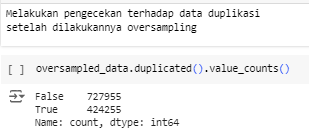 Melakukan pengecekan terhadap data duplikasi
setelah dilakukannya oversampling
[ ] oversampled_data.duplicated().value_counts()
False 727955
True 424255
Name: count, dtype: int64